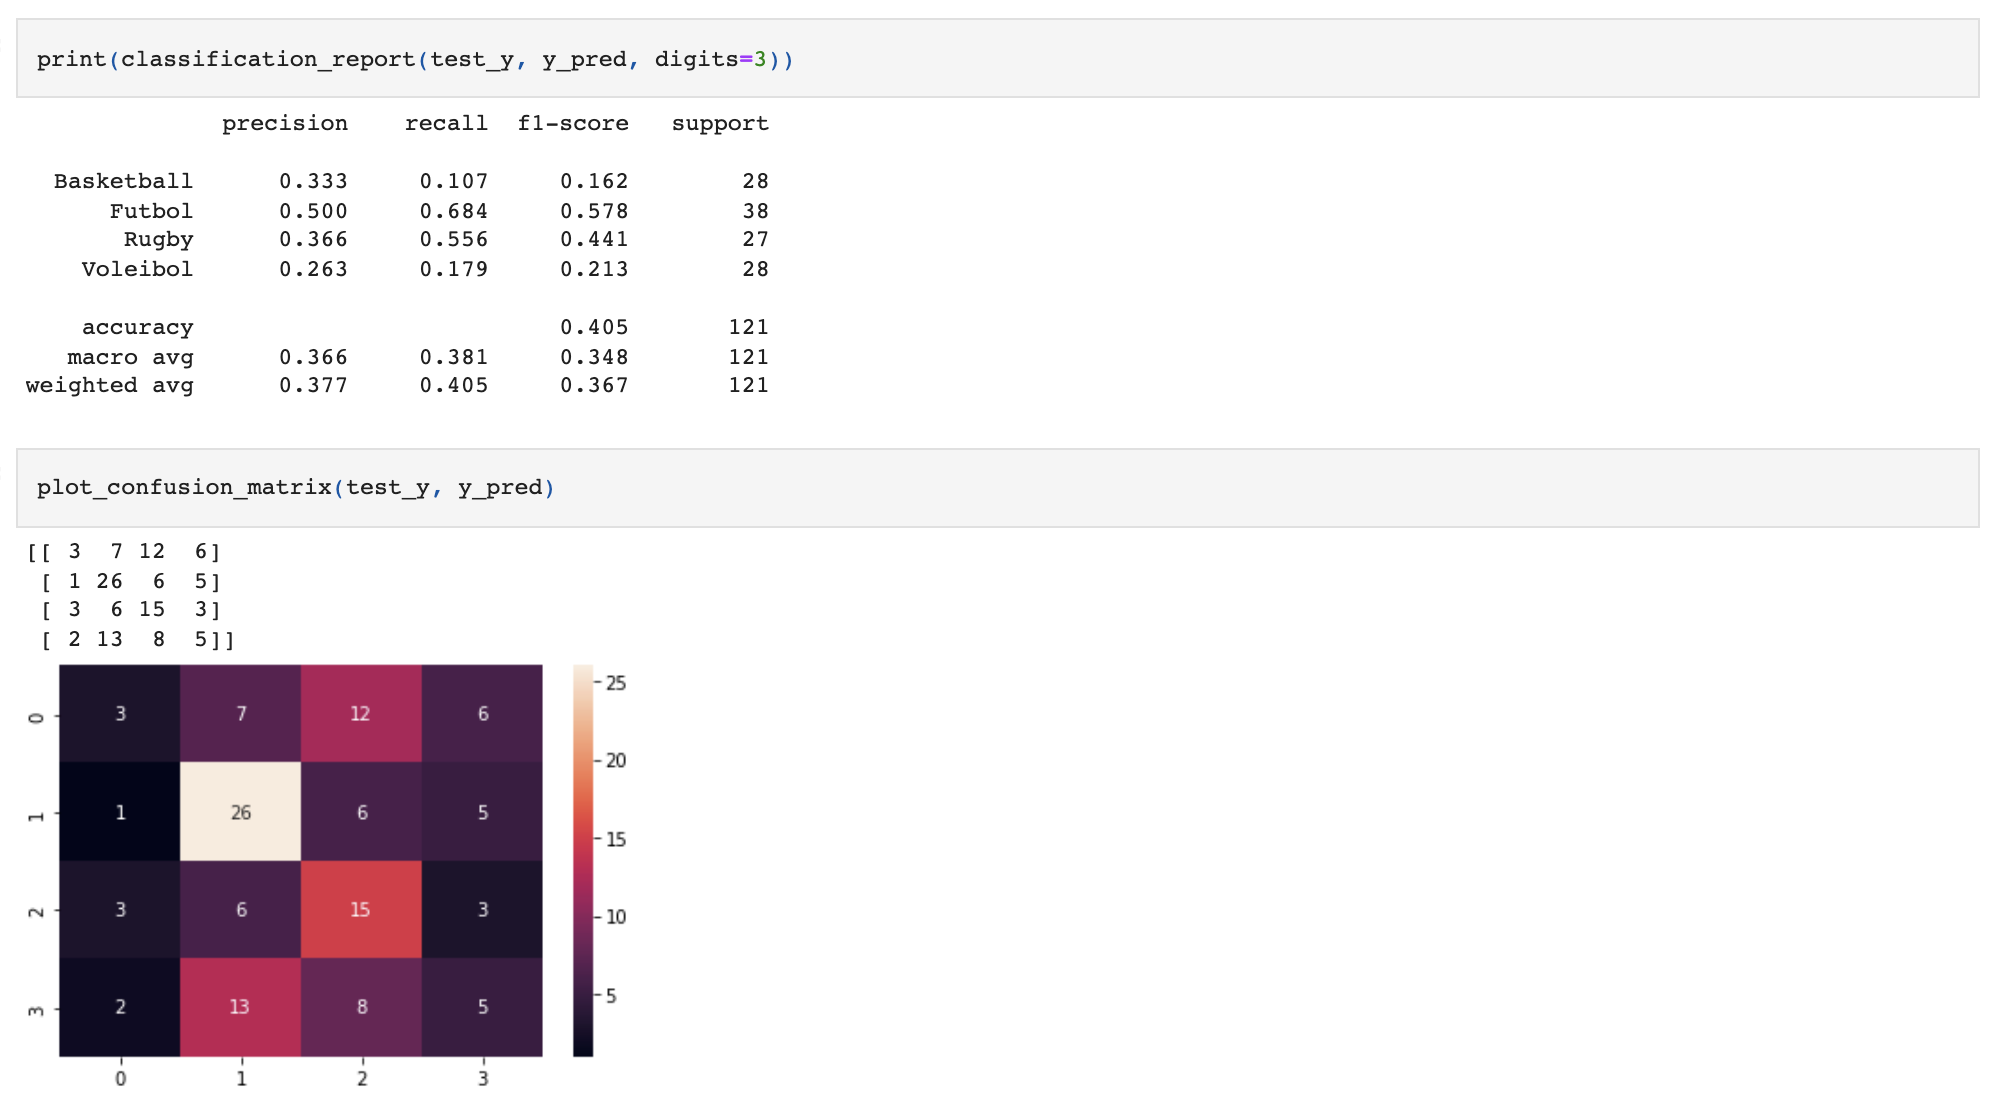 print(classification_report(test_y, y_pred, digits=3))
precision recall f1-score support
Basketball 0.333 0.107 0.162 28
Futbol 0.500 0.684 0.578 38
Rugby 0.366 0.556 0.441 27
Voleibol 0.263 0.179 0.213 28
accuracy 0.405 121
macro avg 0.366 0.381 0.348 121
weighted avg 0.377 0.405 0.367 121
plot_confusion_matrix(test_y, y_pred)
[[ 3 7 12 6]
[ 1 26 6 5]
[ 3 6 15 3]
[ 2 13 8 5]]
0 3 7 12 6
1 1 26 6 5
2 3 6 15 3
3 2 13 8 5
0 1 2 3
25
20
15
10
5